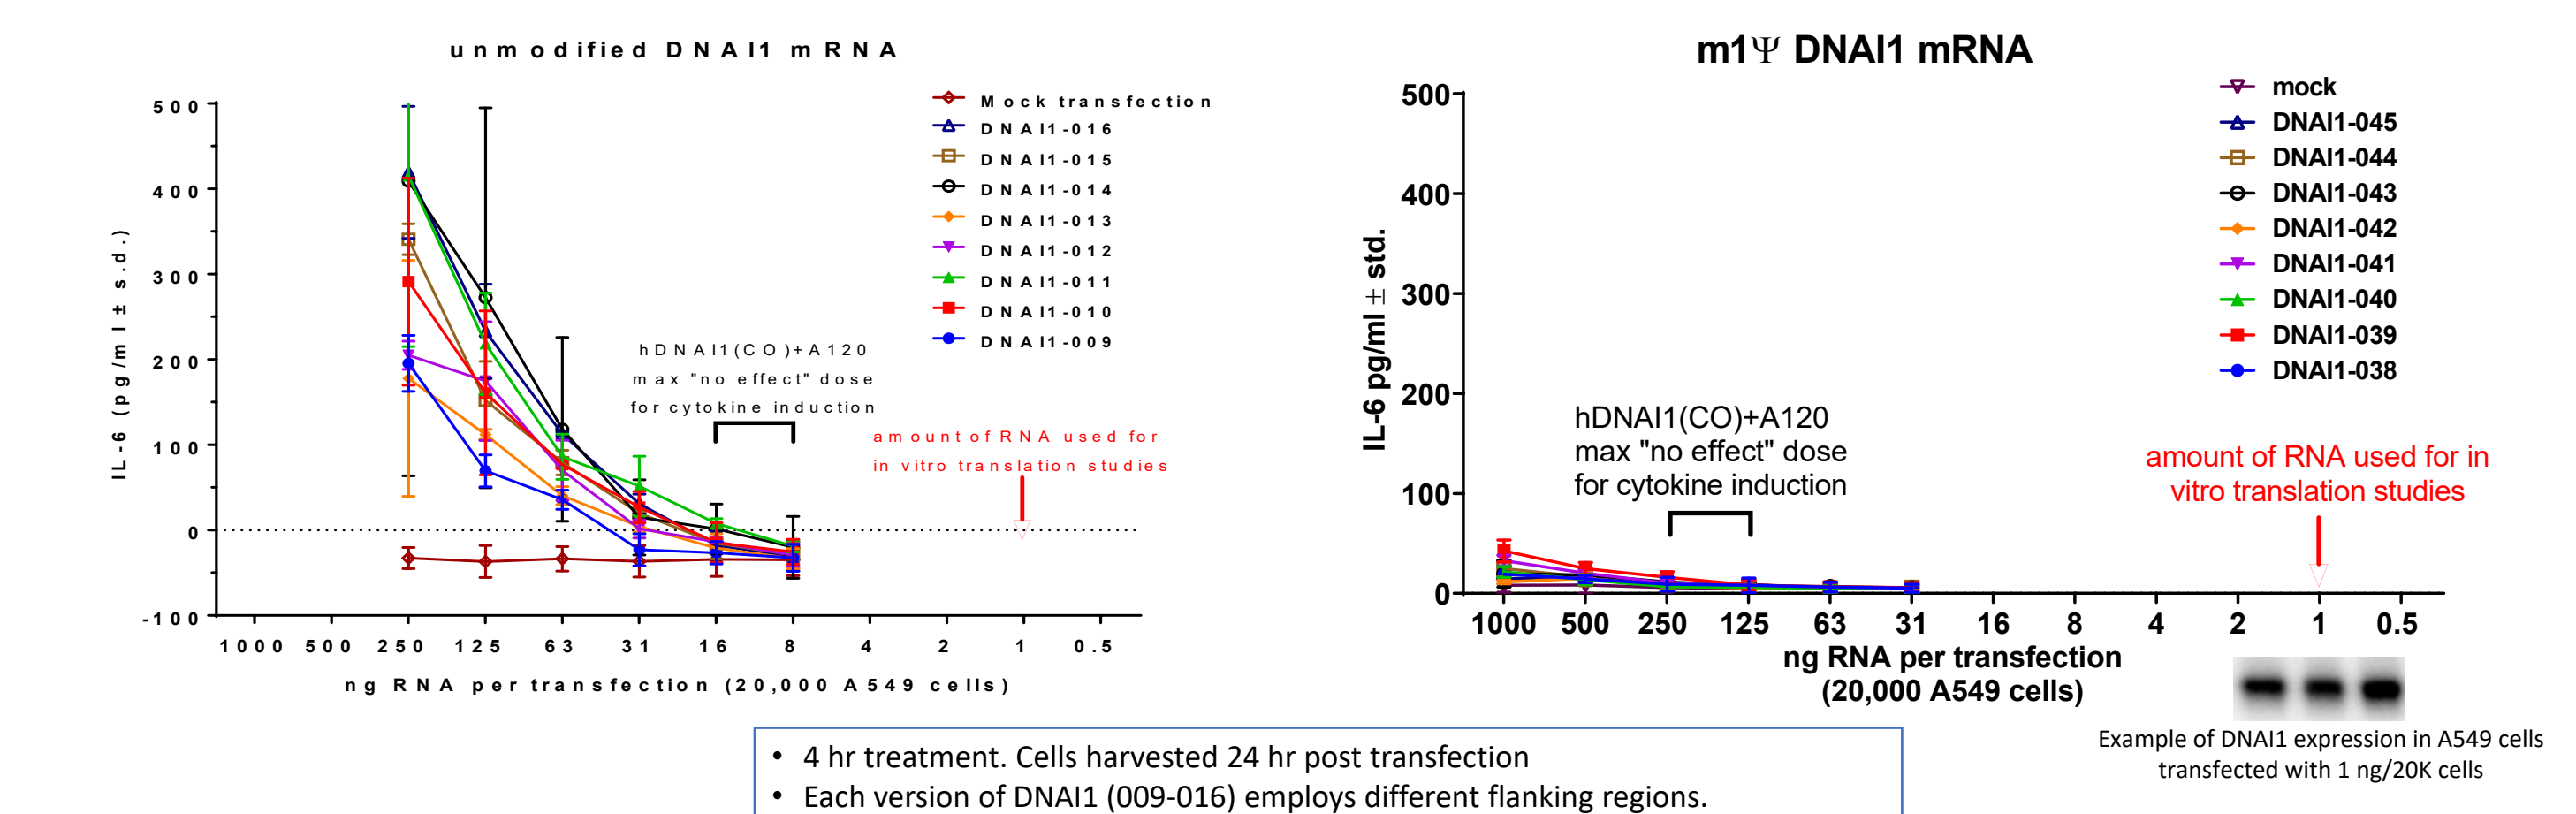 unmodified DNAI1 mRNA
500
400
300
200
100
0
-100
IL-6 (pg/ml ± s.d.)
1000 500 250 125 63 31 16 8 4 2 1 0.5
ng RNA per transfection (20,000 A549 cells)
Mock transfection
DNAI1-016
DNAI1-015
DNAI1-014
DNAI1-013
DNAI1-012
DNAI1-011
DNAI1-010
DNAI1-009
hDNAI1(CO)+A120
max "no effect" dose
for cytokine induction
amount of RNA used for
in vitro translation studies
m1Ψ DNAI1 mRNA
500
400
300
200
100
0
IL-6 pg/ml ± std.
1000 500 250 125 63 31 16 8 4 2 1 0.5
ng RNA per transfection
(20,000 A549 cells)
mock
DNAI1-045
DNAI1-044
DNAI1-043
DNAI1-042
DNAI1-041
DNAI1-040
DNAI1-039
DNAI1-038
hDNAI1(CO)+A120
max "no effect" dose
for cytokine induction
amount of RNA used for in
vitro translation studies
Example of DNAI1 expression in A549 cells
transfected with 1 ng/20K cells
• 4 hr treatment. Cells harvested 24 hr post transfection
• Each version of DNAI1 (009-016) employs different flanking regions.